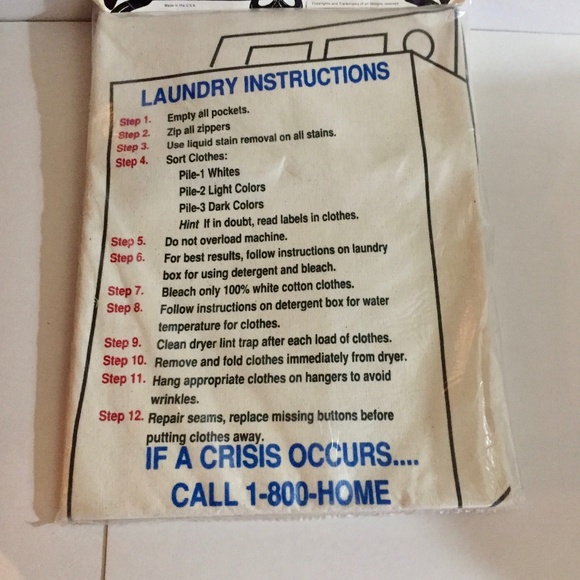 Made in the U.S.A.
LAUNDRY INSTRUCTIONS
Step 1. Empty all pockets.
Step 2. Zip all zippers
Step 3. Use liquid stain removal on all stains.
Step 4. Sort Clothes:
Pile-1 Whites
Pile-2 Light Colors
Pile-3 Dark Colors
Hint If in doubt, read labels in clothes.
Step 5. Do not overload machine.
Step 6. For best results, follow instructions on laundry
box for using detergent and bleach.
Step 7. Bleach only 100% white cotton clothes.
Step 8. Follow instructions on detergent box for water
temperature for clothes.
Step 9. Clean dryer lint trap after each load of clothes.
Step 10. Remove and fold clothes immediately from dryer.
Step 11. Hang appropriate clothes on hangers to avoid
wrinkles.
Step 12. Repair seams, replace missing buttons before
putting clothes away.
IF A CRISIS OCCURS....
CALL 1-800-HOME